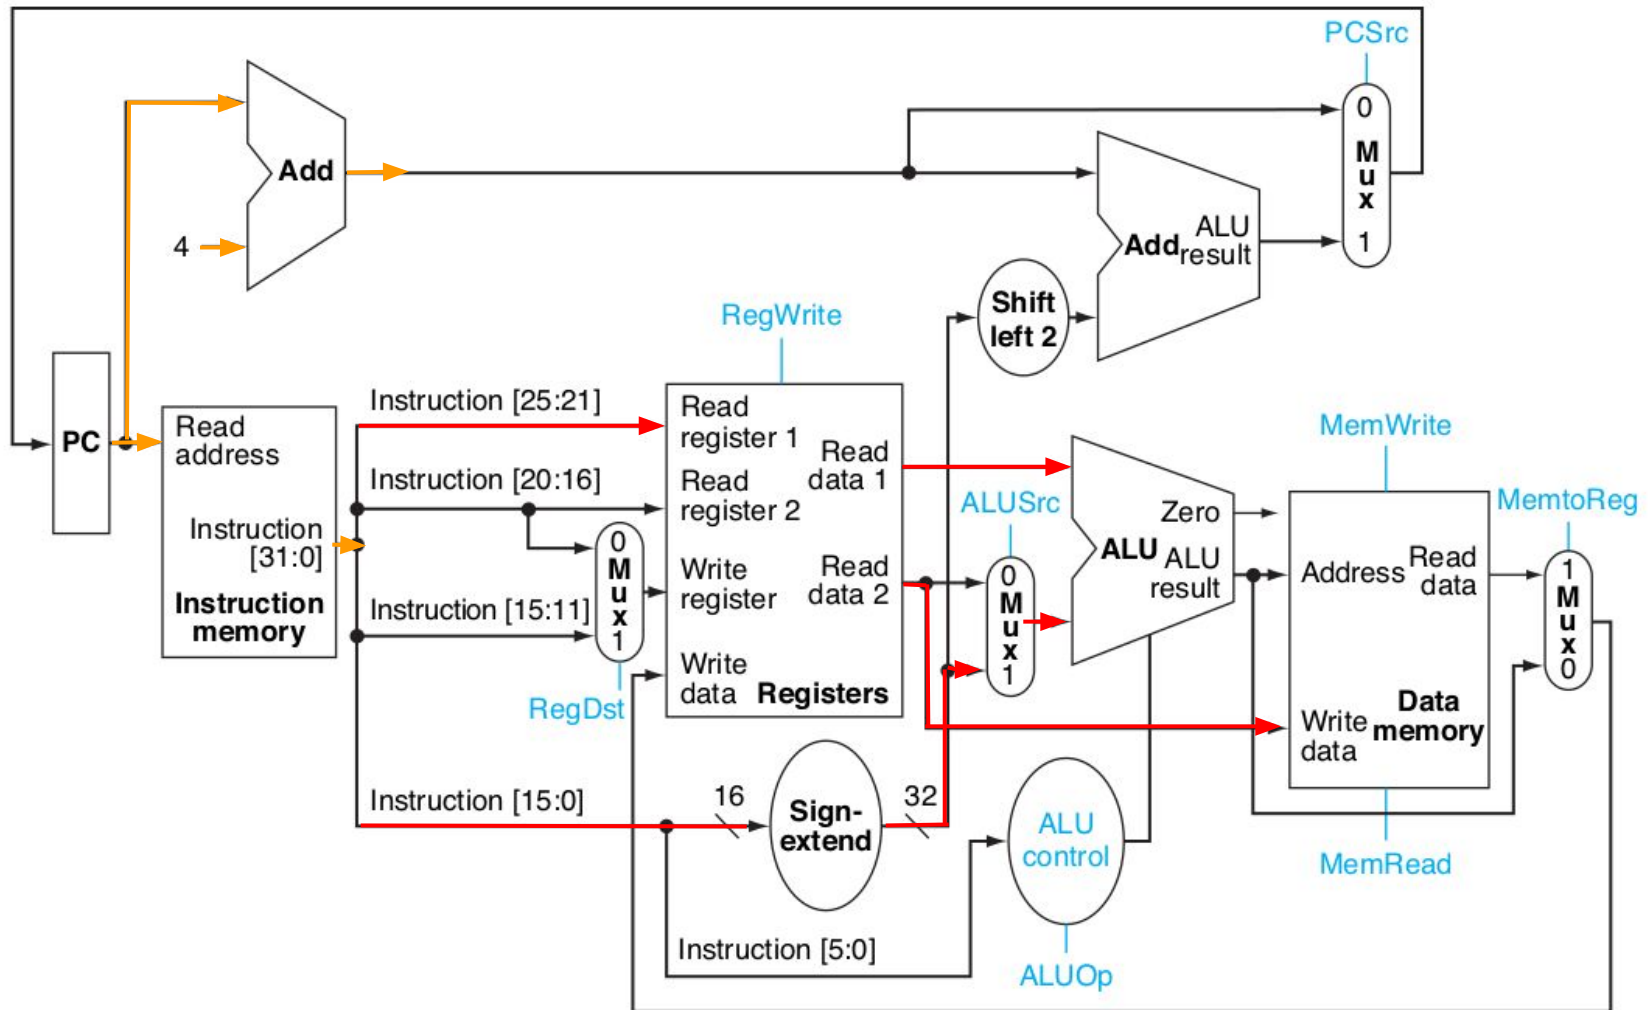 PCSrc
0
M
u
x
1
Add
4
Add
ALU
result
Shift
left 2
RegWrite
PC
Read
address
Instruction
[31:0]
Instruction
memory
Instruction [25:21]
Instruction [20:16]
Instruction [15:11]
Instruction [15:0]
0
M
u
x
1
RegDst
Read
register 1
Read
register 2
Write
register
Write
data
Read
data 1
Read
data 2
Registers
16
Sign-
extend
32
Instruction [5:0]
ALUSrc
0
M
u
x
1
ALU
Zero
ALU
result
ALU
control
ALUOp
MemWrite
Address
Read
data
Write
data
Data
memory
MemRead
MemtoReg
1
M
u
x
0